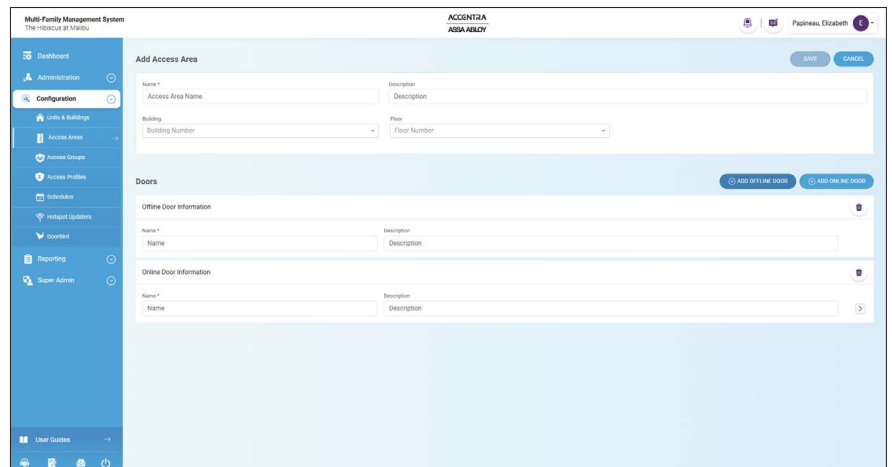 Multi-Family Management System
The Hibiscus at Malibu
ACCENTRA
ASSA ABLOY
Papineau, Elizabeth E
Dashboard
Administration
Configuration
Units & Buildings
Access Areas
Access Groups
Access Profiles
Schedules
Hotspot Updaters
DoorBird
Reporting
Super Admin
User Guides
Add Access Area
SAVE CANCEL
Name * Description
Access Area Name Description
Building Floor
Building Number Floor Number
Doors
ADD OFFLINE DOOR ADD ONLINE DOOR
Offline Door Information
Name * Description
Name Description
Online Door Information
Name * Description
Name Description